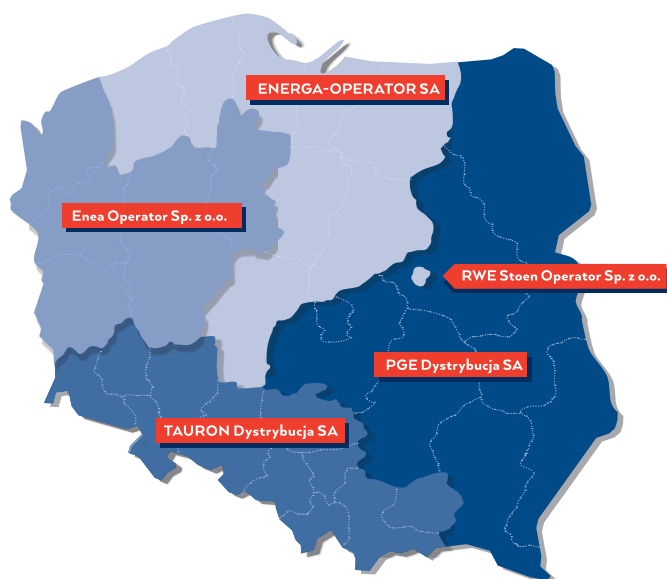 ENERGA-OPERATOR SA
Enea Operator Sp. z o.o.
RWE Stoen Operator Sp. z o.o.
PGE Dystrybucja SA
TAURON Dystrybucja SA